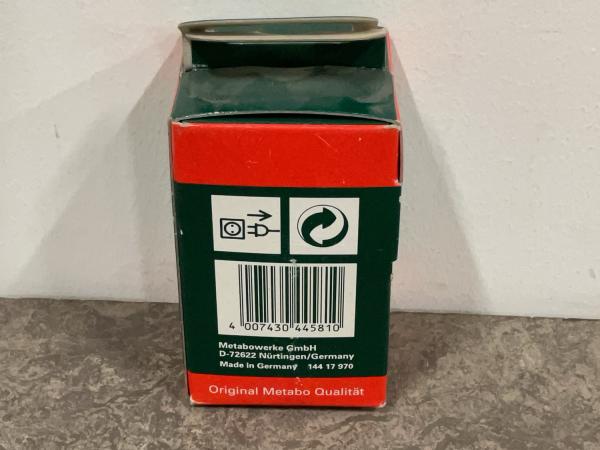 4 007430 445810
Metabowerke GmbH
D-72622 Nürtingen/Germany
Made in Germany 144 17 970
Original Metabo Qualität